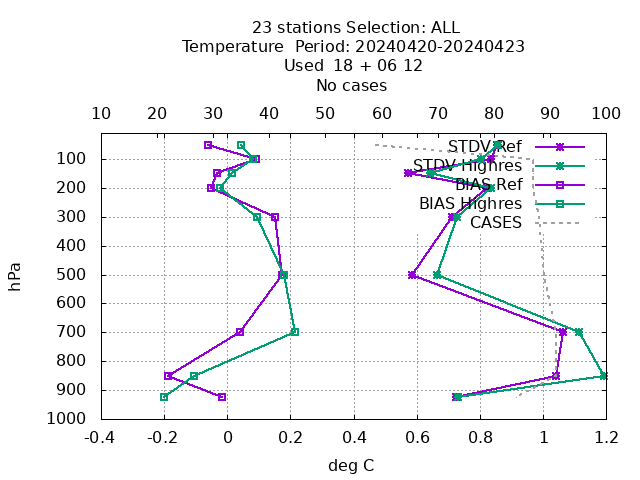 23 stations Selection: ALL
Temperature  Period: 20240420-20240423
Used  18 + 06 12
No cases
10 20 30 40 50 60 70 80 90 100
STDV Ref
STDV Highres
BIAS Ref
BIAS Highres
CASES
hPa
100
200
300
400
500
600
700
800
900
1000
-0.4 -0.2 0 0.2 0.4 0.6 0.8 1 1.2
deg C